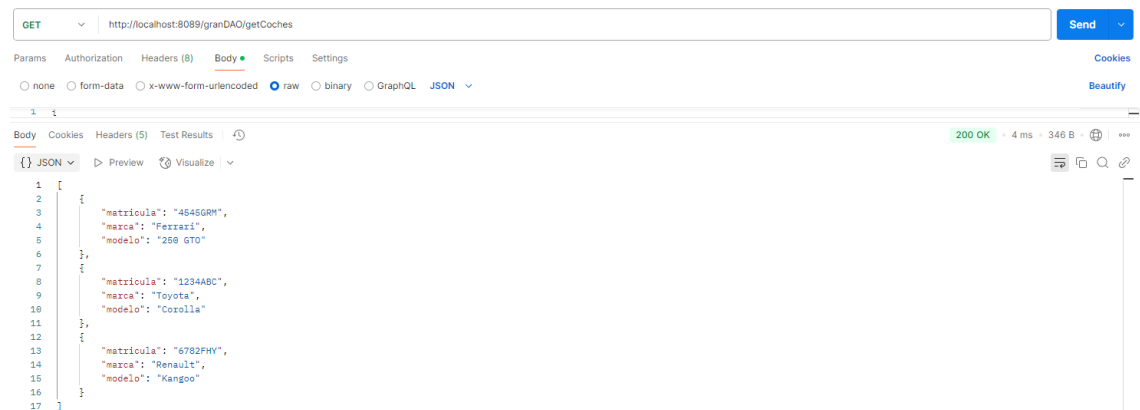 GET http://localhost:8089/granDAO/getCoches Send
Params Authorization Headers (8) Body Scripts Settings Cookies
none form-data x-www-form-urlencoded raw binary GraphQL JSON Beautify
1 {
Body Cookies Headers (5) Test Results 200 OK • 4 ms • 346 B
{} JSON Preview Visualize
1 [
2 {
3 "matricula": "4545GRM",
4 "marca": "Ferrari",
5 "modelo": "250 GTO"
6 },
7 {
8 "matricula": "1234ABC",
9 "marca": "Toyota",
10 "modelo": "Corolla"
11 },
12 {
13 "matricula": "6782FHY",
14 "marca": "Renault",
15 "modelo": "Kangoo"
16 }
17 ]